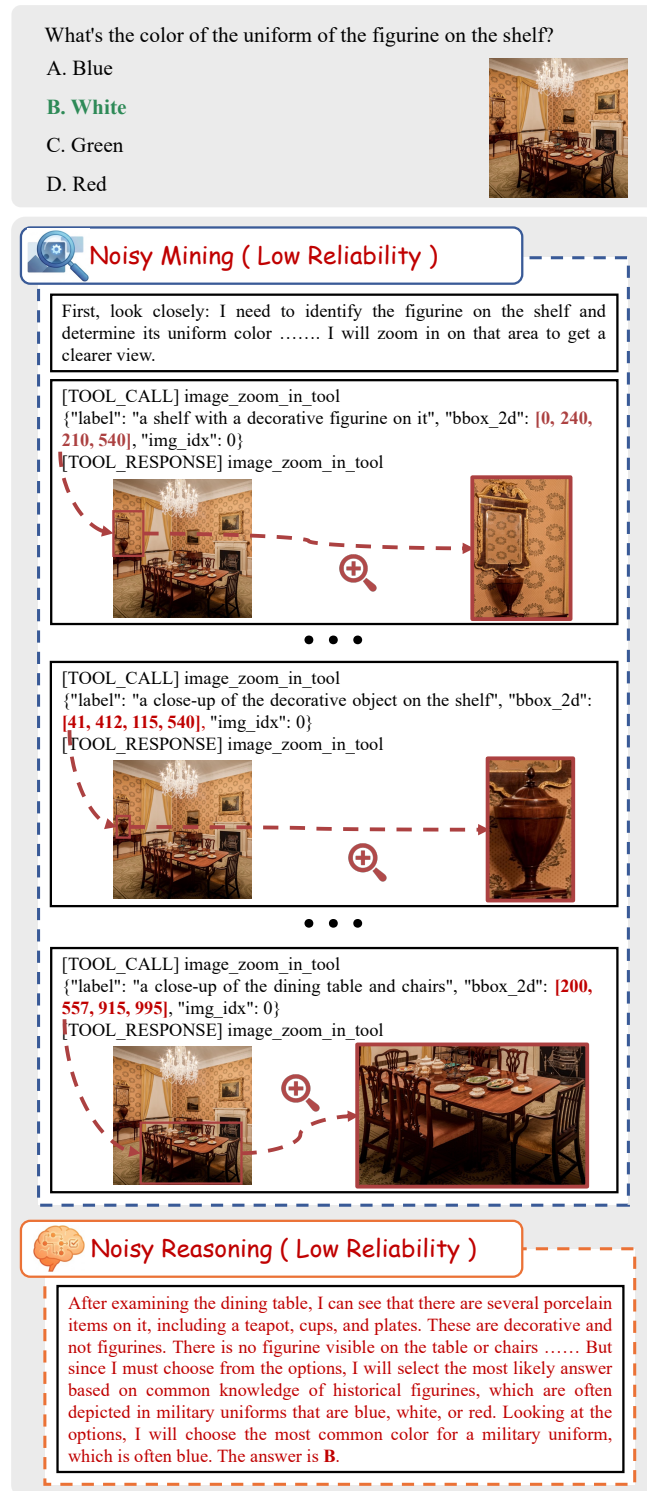 What's the color of the uniform of the figurine on the shelf?
A. Blue
B. White
C. Green
D. Red
Noisy Mining ( Low Reliability )
First, look closely: I need to identify the figurine on the shelf and
determine its uniform color ……. I will zoom in on that area to get a
clearer view.
[TOOL_CALL] image_zoom_in_tool
{"label": "a shelf with a decorative figurine on it", "bbox_2d": [0, 240,
210, 540], "img_idx": 0}
[TOOL_RESPONSE] image_zoom_in_tool
• • •
[TOOL_CALL] image_zoom_in_tool
{"label": "a close-up of the decorative object on the shelf", "bbox_2d":
[41, 412, 115, 540], "img_idx": 0}
[TOOL_RESPONSE] image_zoom_in_tool
• • •
[TOOL_CALL] image_zoom_in_tool
{"label": "a close-up of the dining table and chairs", "bbox_2d": [200,
557, 915, 995], "img_idx": 0}
[TOOL_RESPONSE] image_zoom_in_tool
Noisy Reasoning ( Low Reliability )
After examining the dining table, I can see that there are several porcelain
items on it, including a teapot, cups, and plates. These are decorative and
not figurines. There is no figurine visible on the table or chairs …… But
since I must choose from the options, I will select the most likely answer
based on common knowledge of historical figurines, which are often
depicted in military uniforms that are blue, white, or red. Looking at the
options, I will choose the most common color for a military uniform,
which is often blue. The answer is B.